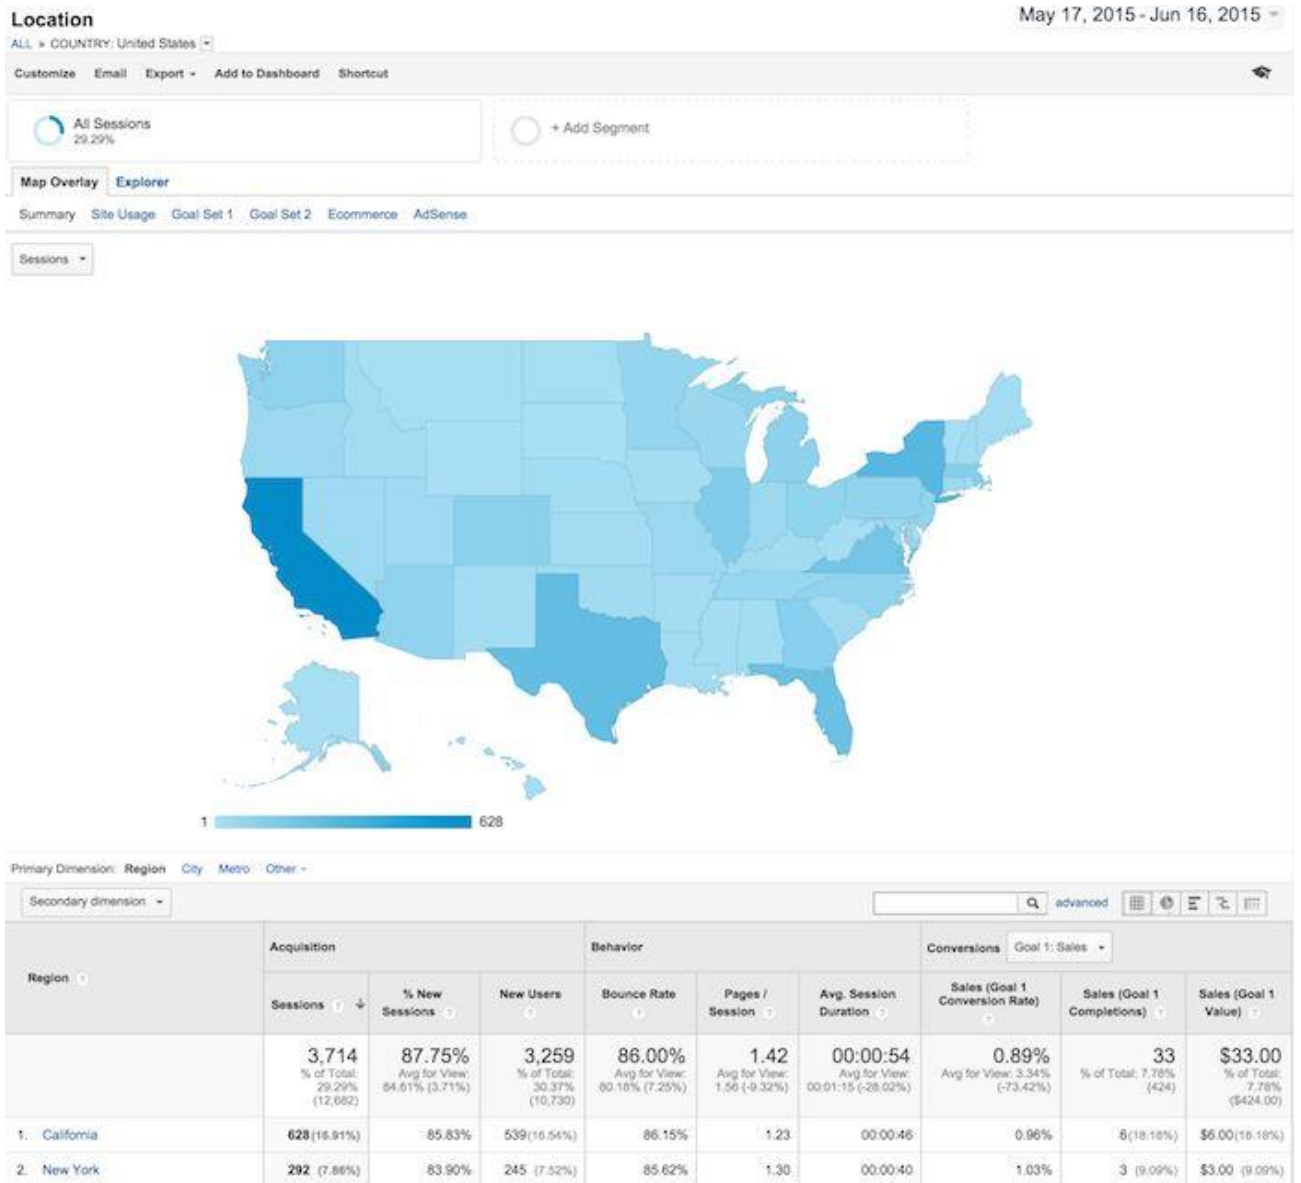 Location
May 17, 2015 - Jun 16, 2015
ALL » COUNTRY: United States
Customize Email Export Add to Dashboard Shortcut
All Sessions
29.29%
+ Add Segment
Map Overlay Explorer
Summary Site Usage Goal Set 1 Goal Set 2 Ecommerce AdSense
Sessions
1 628
Primary Dimension: Region City Metro Other
Secondary dimension
advanced
Region
Acquisition Behavior Conversions Goal 1: Sales
Sessions % New Sessions New Users Bounce Rate Pages / Session Avg. Session Duration Sales (Goal 1 Conversion Rate) Sales (Goal 1 Completions) Sales (Goal 1 Value)
3,714 87.75% 3,259 86.00% 1.42 00:00:54 0.89% 33 $33.00
% of Total: 29.29% (12,682) Avg for View: 84.61% (3.71%) % of Total: 30.37% (10,730) Avg for View: 80.18% (7.25%) Avg for View: 1.56 (-9.32%) Avg for View: 00:01:15 (-28.02%) Avg for View: 3.34% (-73.42%) % of Total: 7.78% (424) % of Total: 7.78% ($424.00)
1. California 628 (16.91%) 85.83% 539 (16.54%) 86.15% 1.23 00:00:46 0.96% 6 (18.18%) $6.00 (18.18%)
2. New York 292 (7.86%) 83.90% 245 (7.52%) 85.62% 1.30 00:00:40 1.03% 3 (9.09%) $3.00 (9.09%)